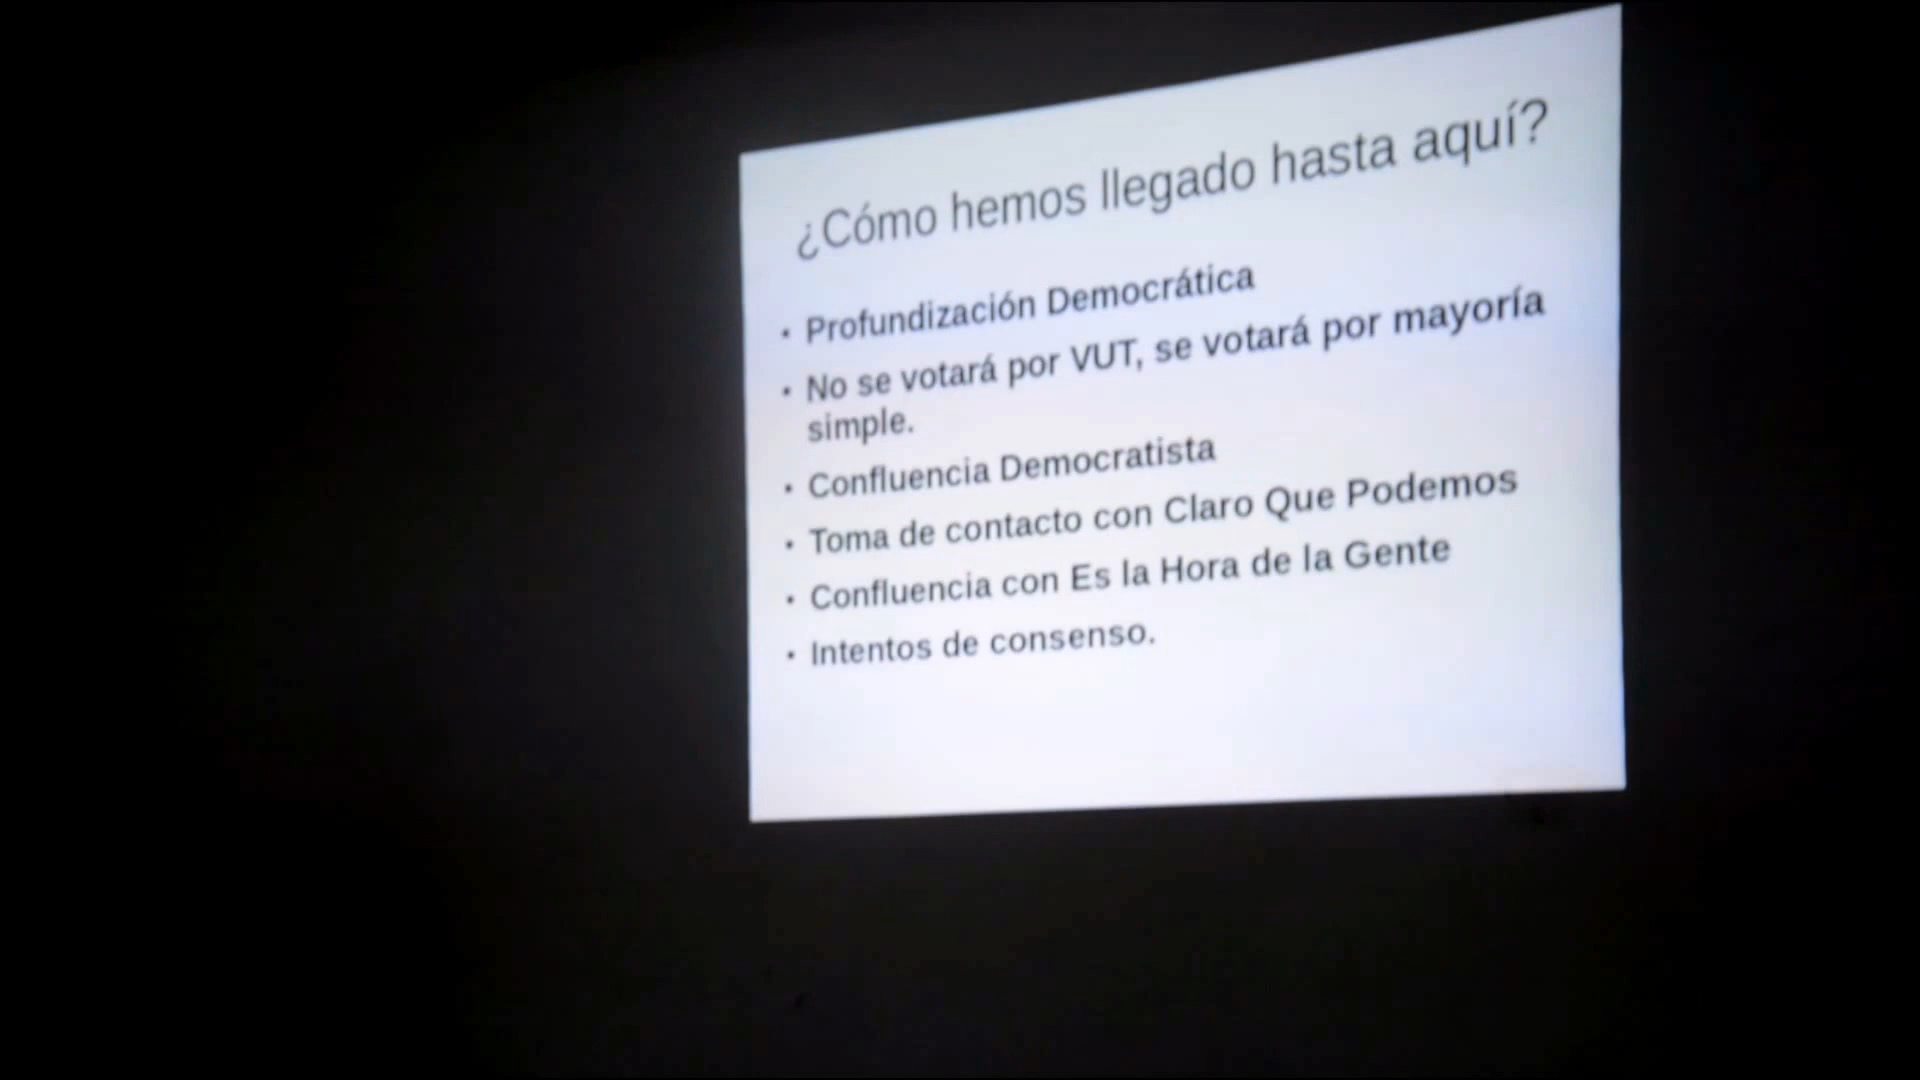 ¿Cómo hemos llegado hasta aquí?
• Profundización Democrática
• No se votará por VUT, se votará por mayoría
simple.
• Confluencia Democratista
• Toma de contacto con Claro Que Podemos
• Confluencia con Es la Hora de la Gente
• Intentos de consenso.